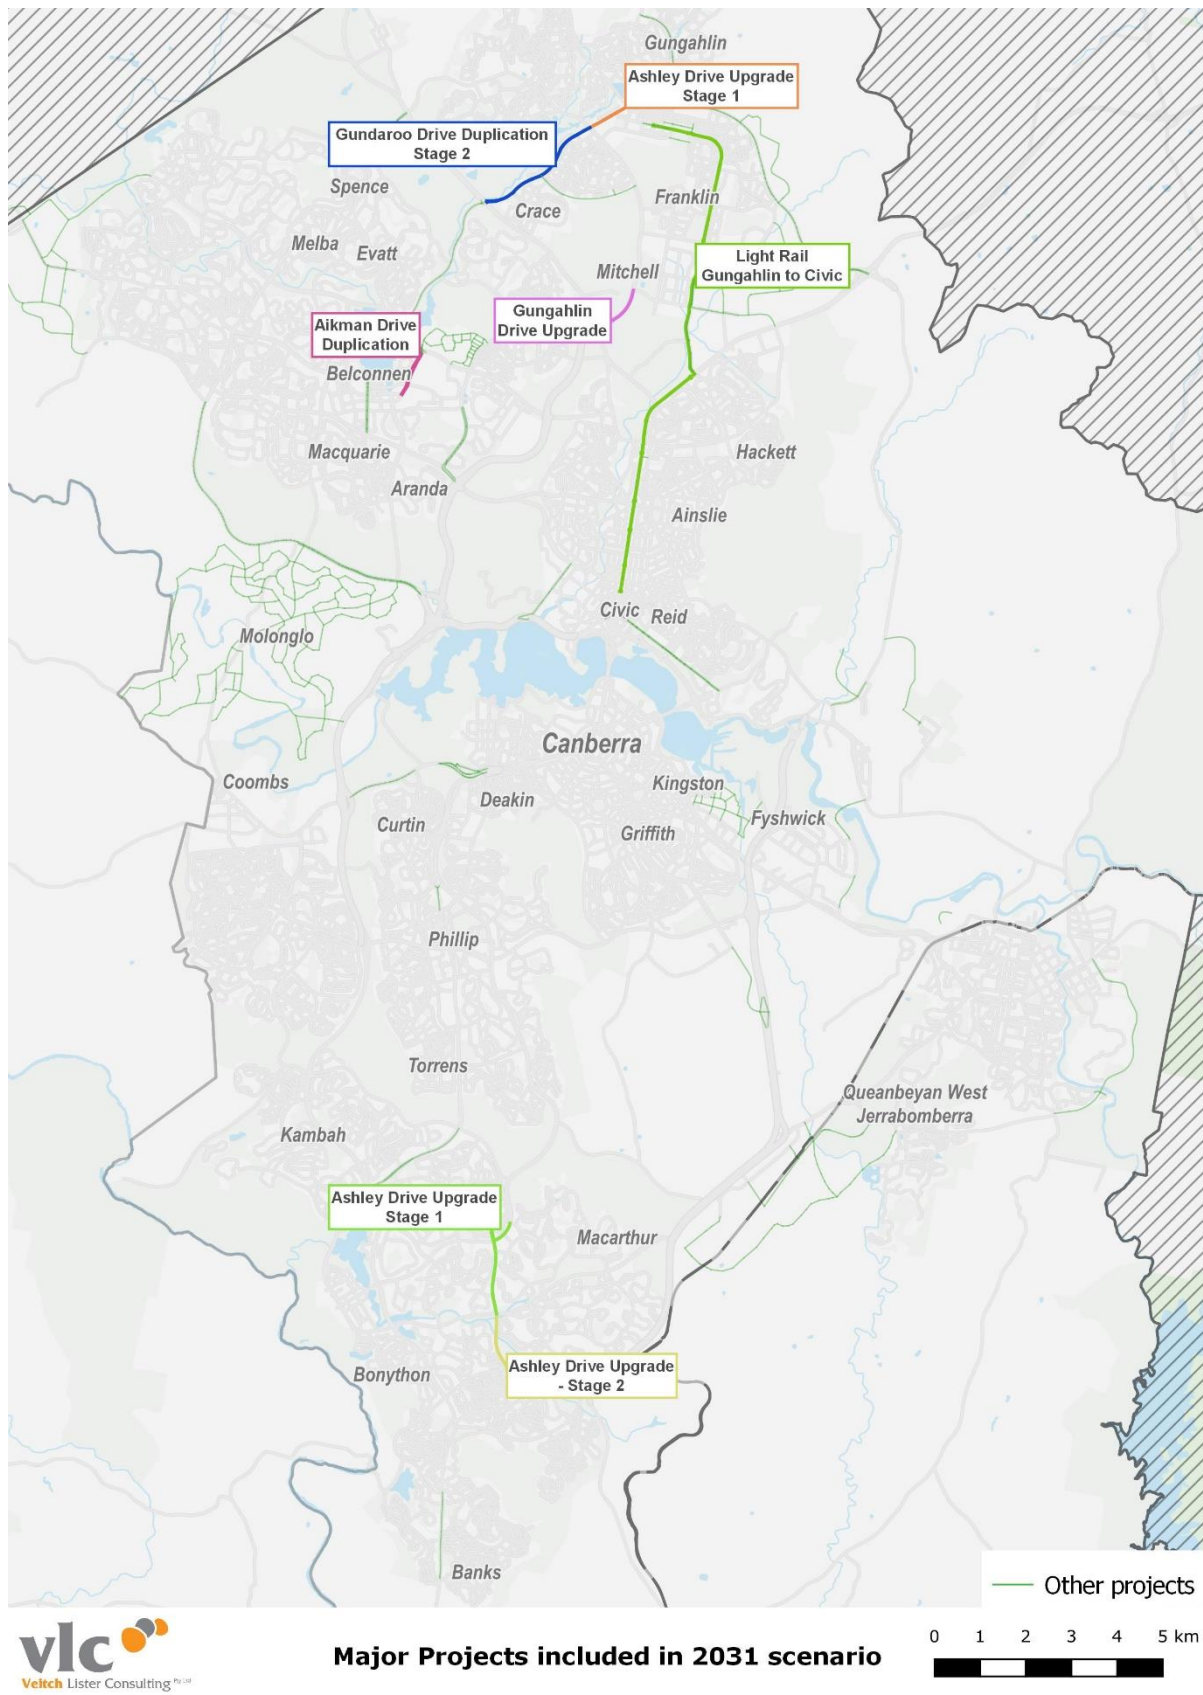 Gungahlin
Ashley Drive Upgrade
Stage 1
Gundaroo Drive Duplication
Stage 2
Spence
Crace
Franklin
Melba
Evatt
Light Rail
Gungahlin to Civic
Mitchell
Gungahlin
Drive Upgrade
Aikman Drive
Duplication
Belconnen
Macquarie
Hackett
Aranda
Ainslie
Civic
Reid
Molonglo
Canberra
Coombs
Kingston
Deakin
Curtin
Griffith
Fyshwick
Phillip
Torrens
Queanbeyan West
Jerrabomberra
Kambah
Ashley Drive Upgrade
Stage 1
Macarthur
Ashley Drive Upgrade
- Stage 2
Bonython
Banks
Other projects
vlc
Veitch Lister Consulting Pty Ltd
Major Projects included in 2031 scenario
0 1 2 3 4 5 km